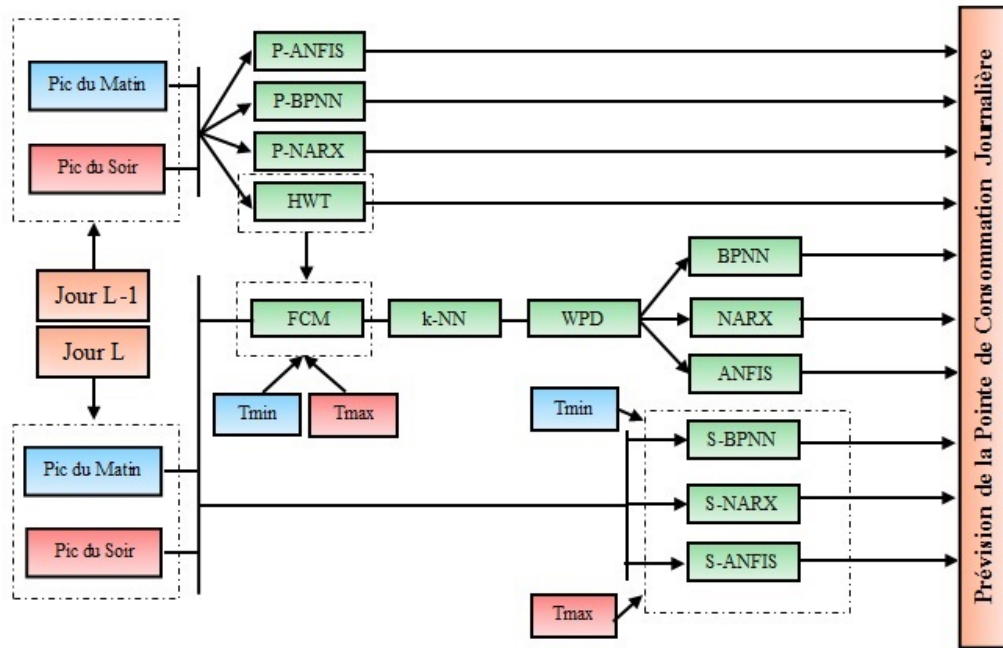 Pic du Matin
Pic du Soir
P-ANFIS
P-BPNN
P-NARX
HWT
Jour L -1
Jour L
FCM
k-NN
WPD
BPNN
NARX
ANFIS
Tmin
Tmax
Pic du Matin
Pic du Soir
Tmin
S-BPNN
S-NARX
S-ANFIS
Tmax
Prévision de la Pointe de Consommation Journalière